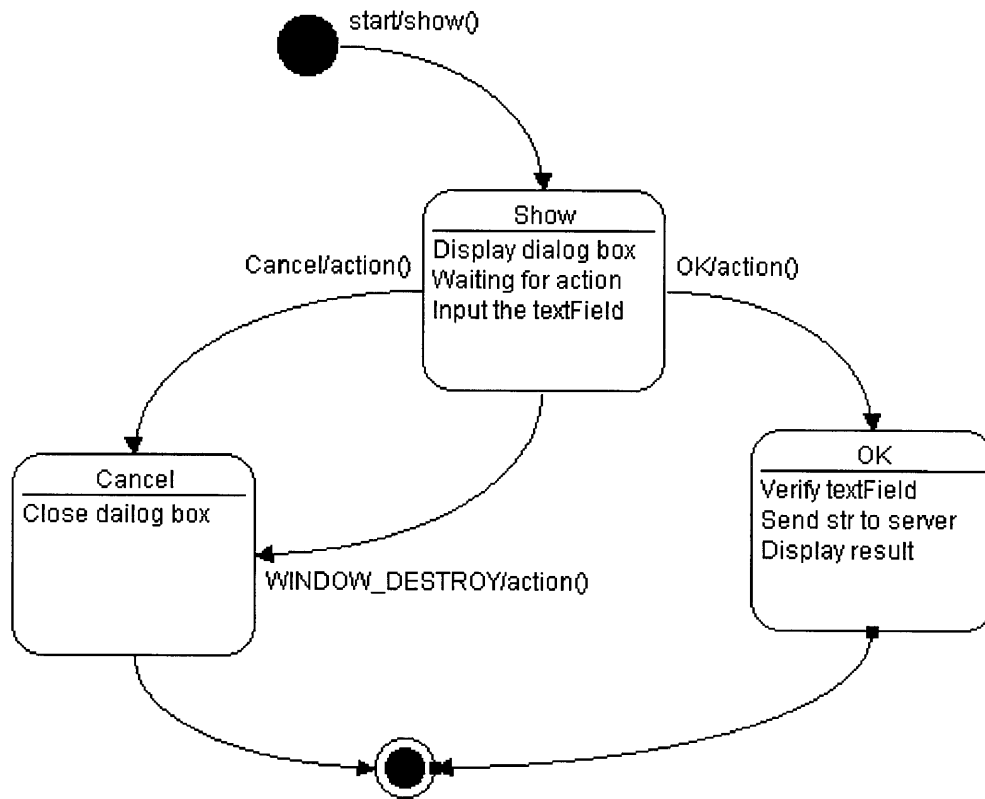 start/show()
Show
Display dialog box
Waiting for action
Input the textField
Cancel/action()
OK/action()
Cancel
Close dailog box
OK
Verify textField
Send str to server
Display result
WINDOW_DESTROY/action()